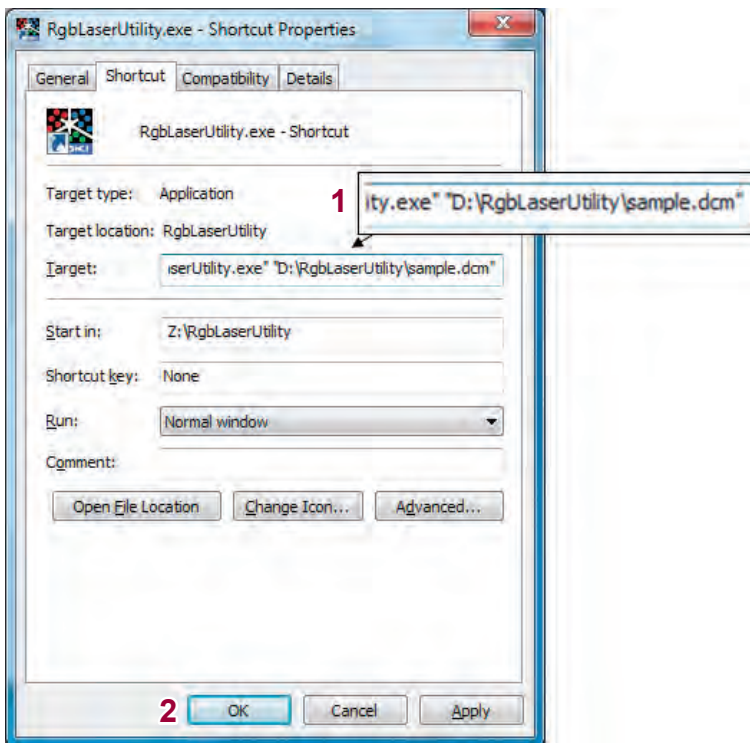 RgbLaserUtility.exe - Shortcut Properties
General Shortcut Compatibility Details
RgbLaserUtility.exe - Shortcut
Target type: Application
1 ity.exe" "D:\RgbLaserUtility\sample.dcm"
Target location: RgbLaserUtility
Target: iserUtility.exe" "D:\RgbLaserUtility\sample.dcm"
Start in: Z:\RgbLaserUtility
Shortcut key: None
Run: Normal window
Comment:
Open File Location Change Icon... Advanced...
2 OK Cancel Apply